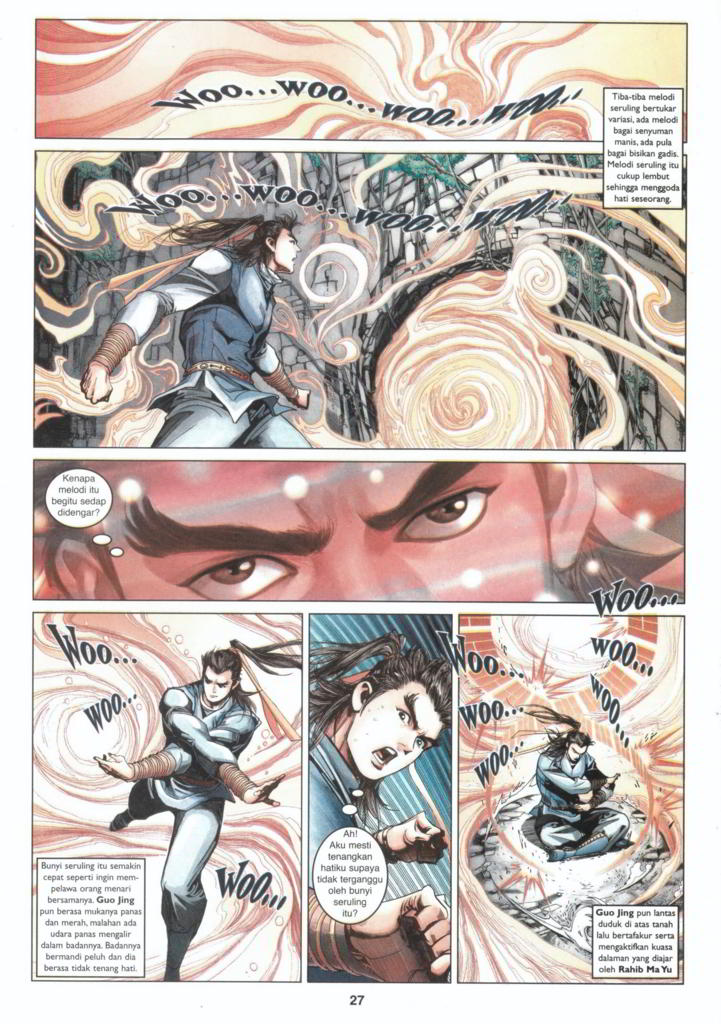 WOO...WOO...WOO...WOO...
Tiba-tiba melodi
seruling bertukar
variasi, ada melodi
bagai senyuman
manis, ada pula
bagai bisikan gadis.
Melodi seruling itu
cukup lembut
sehingga menggoda
hati seseorang.
WOO...WOO...WOO...WOO...
Kenapa
melodi itu
begitu sedap
didengar?
WOO...
WOO...
WOO...
WOO...
Bunyi seruling itu semakin
cepat seperti ingin mem-
pelawa orang menari
bersamanya. Guo Jing
pun berasa mukanya panas
dan merah, malahan ada
udara panas mengalir
dalam badannya. Badannya
bermandi peluh dan dia
berasa tidak tenang hati.
Ah!
Aku mesti
tenangkan
hatiku supaya
tidak terganggu
oleh bunyi
seruling
itu?
WOO...
WOO...
WOO...
WOO...
WOO...
Guo Jing pun lantas
duduk di atas tanah
lalu bertafakur serta
mengaktifkan kuasa
dalaman yang diajar
oleh Rahib Ma Yu
27